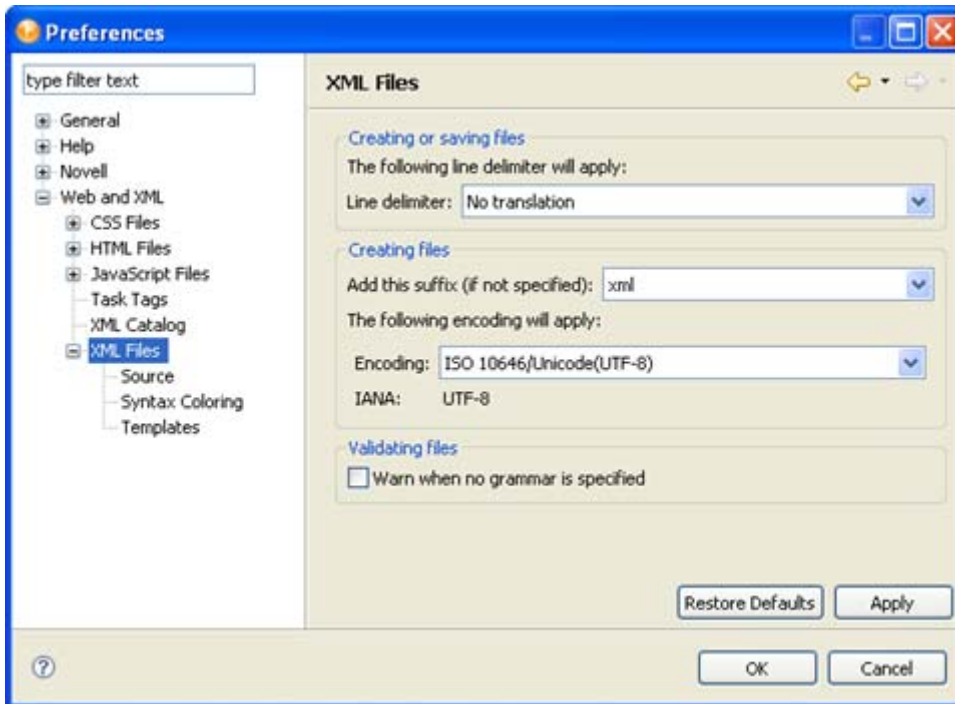 Preferences
type filter text
General
Help
Novell
Web and XML
CSS Files
HTML Files
JavaScript Files
Task Tags
XML Catalog
XML Files
Source
Syntax Coloring
Templates
XML Files
Creating or saving files
The following line delimiter will apply:
Line delimiter: No translation
Creating files
Add this suffix (if not specified): xml
The following encoding will apply:
Encoding: ISO 10646/Unicode(UTF-8)
IANA: UTF-8
Validating files
Warn when no grammar is specified
Restore Defaults Apply
OK Cancel